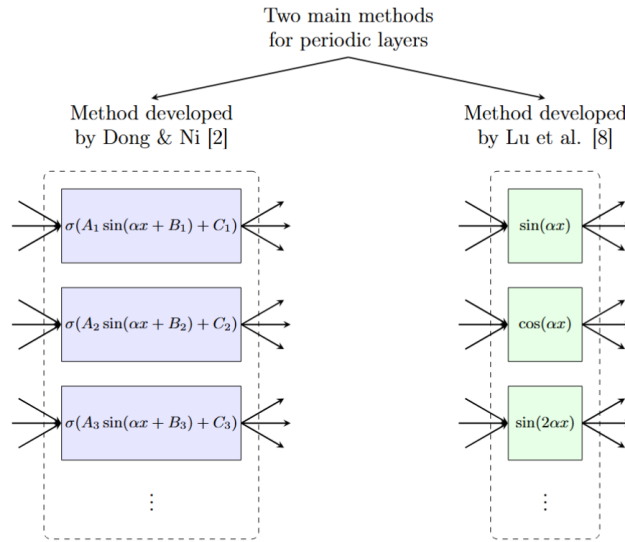 Two main methods
for periodic layers
Method developed
by Dong & Ni [2]
σ(A₁ sin(αx + B₁) + C₁)
σ(A₂ sin(αx + B₂) + C₂)
σ(A₃ sin(αx + B₃) + C₃)
⋮
Method developed
by Lu et al. [8]
sin(αx)
cos(αx)
sin(2αx)
⋮